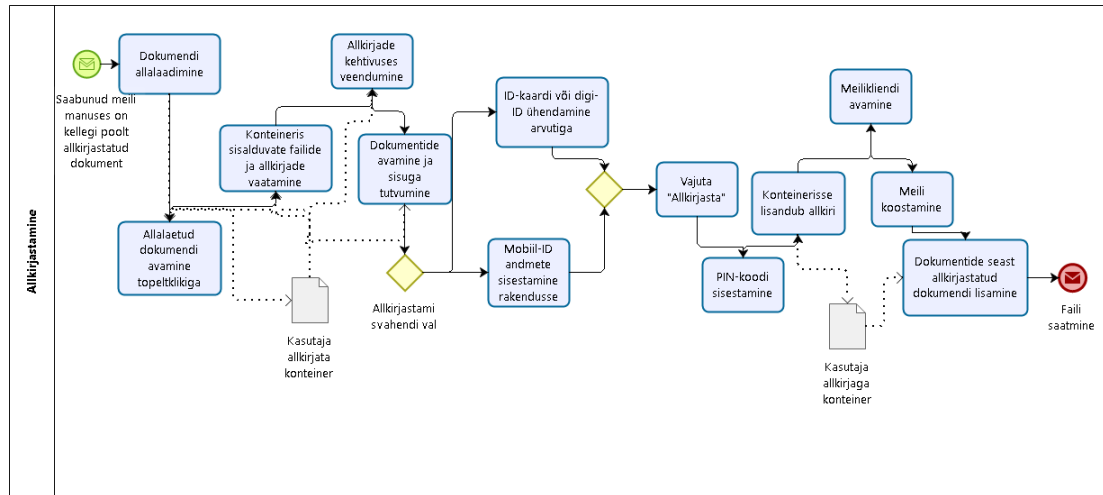 Allkirjastamine
Saabunud meili
manuses on
kellegi poolt
allkirjastatud
dokument
Dokumendi
allalaadimine
Allalaetud
dokumendi
avamine
topeltklikiga
Konteineris
sisalduvate failide
ja allkirjade
vaatamine
Allkirjade
kehtivuses
veendumine
Kasutaja
allkirjata
konteiner
Dokumentide
avamine ja
sisuga
tutvumine
Allkirjastami
svahendi val
ID-kaardi või digi-
ID ühendamine
arvutiga
Mobiil-ID
andmete
sisestamine
rakendusse
Vajuta
"Allkirjasta"
PIN-koodi
sisestamine
Konteinerisse
lisandub allkiri
Kasutaja
allkirjaga
konteiner
Meilikliendi
avamine
Meili
koostamine
Dokumentide seast
allkirjastatud
dokumendi lisamine
Faili
saatmine